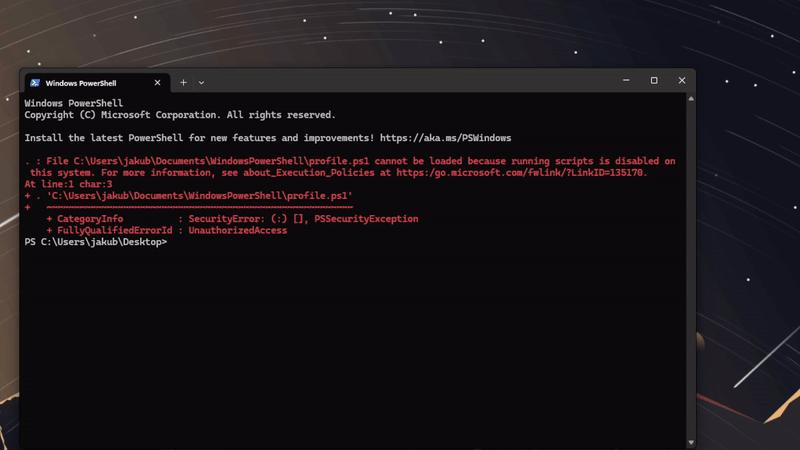 Windows PowerShell
Windows PowerShell
Copyright (C) Microsoft Corporation. All rights reserved.
Install the latest PowerShell for new features and improvements! https://aka.ms/PSWindows
. : File C:\Users\jakub\Documents\WindowsPowerShell\profile.ps1 cannot be loaded because running scripts is disabled on
this system. For more information, see about_Execution_Policies at https:/go.microsoft.com/fwlink/?LinkID=135170.
At line:1 char:3
+ . 'C:\Users\jakub\Documents\WindowsPowerShell\profile.ps1'
+   ~~~~~~~~~~~~~~~~~~~~~~~~~~~~~~~~~~~~~~~~~~~~~~~~~~~~~~~~
+ CategoryInfo          : SecurityError: (:) [], PSSecurityException
+ FullyQualifiedErrorId : UnauthorizedAccess
PS C:\Users\jakub\Desktop>